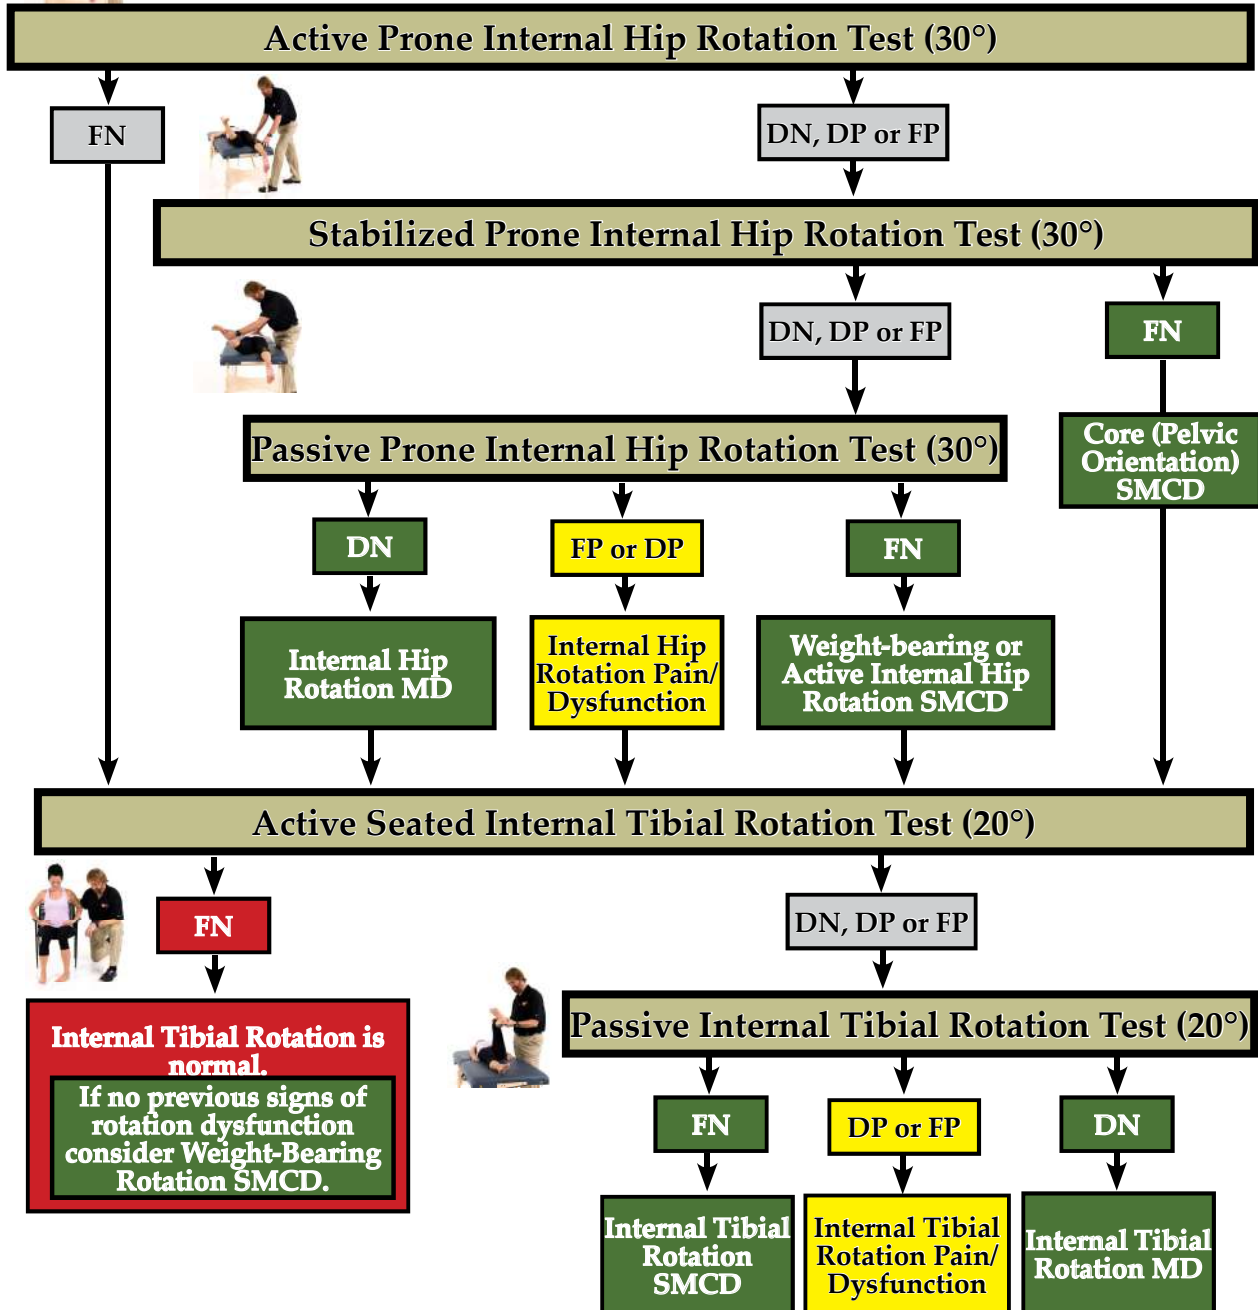 Active Prone Internal Hip Rotation Test (30°)
FN
DN, DP or FP
Stabilized Prone Internal Hip Rotation Test (30°)
DN, DP or FP
FN
Passive Prone Internal Hip Rotation Test (30°)
Core (Pelvic
Orientation)
SMCD
DN
FP or DP
FN
Internal Hip
Rotation MD
Internal Hip
Rotation Pain/
Dysfunction
Weight-bearing or
Active Internal Hip
Rotation SMCD
Active Seated Internal Tibial Rotation Test (20°)
FN
DN, DP or FP
Internal Tibial Rotation is
normal.
If no previous signs of
rotation dysfunction
consider Weight-Bearing
Rotation SMCD.
Passive Internal Tibial Rotation Test (20°)
FN
DP or FP
DN
Internal Tibial
Rotation
SMCD
Internal Tibial
Rotation Pain/
Dysfunction
Internal Tibial
Rotation MD